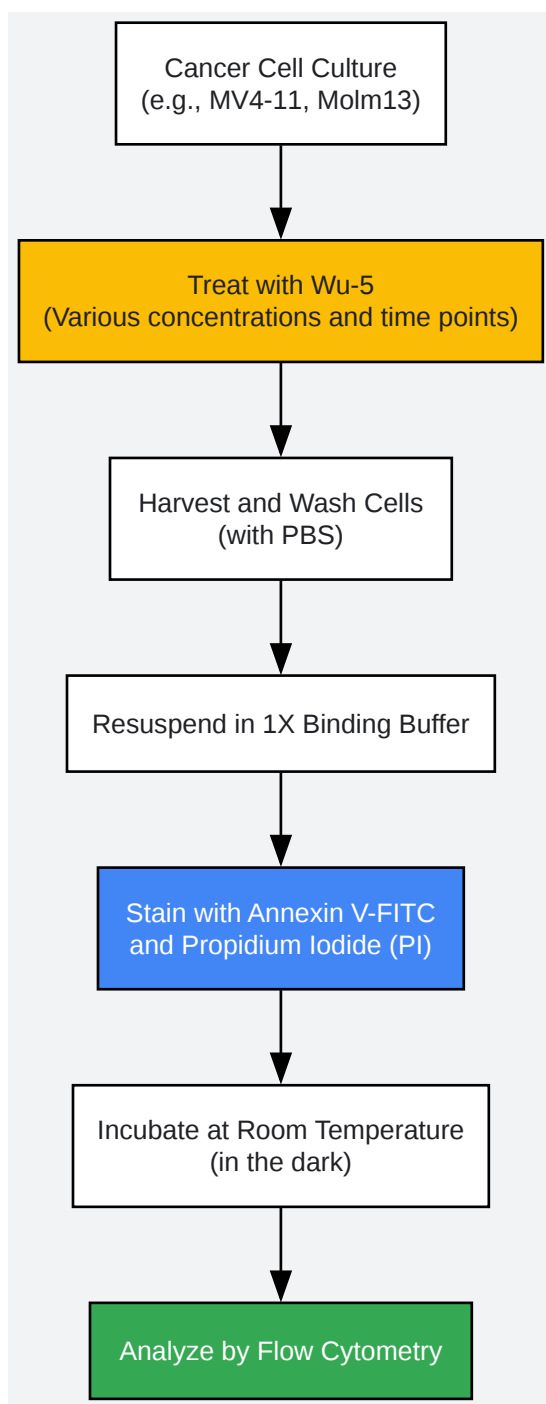 Cancer Cell Culture
(e.g., MV4-11, Molm13)
Treat with Wu-5
(Various concentrations and time points)
Harvest and Wash Cells
(with PBS)
Resuspend in 1X Binding Buffer
Stain with Annexin V-FITC
and Propidium Iodide (PI)
Incubate at Room Temperature
(in the dark)
Analyze by Flow Cytometry